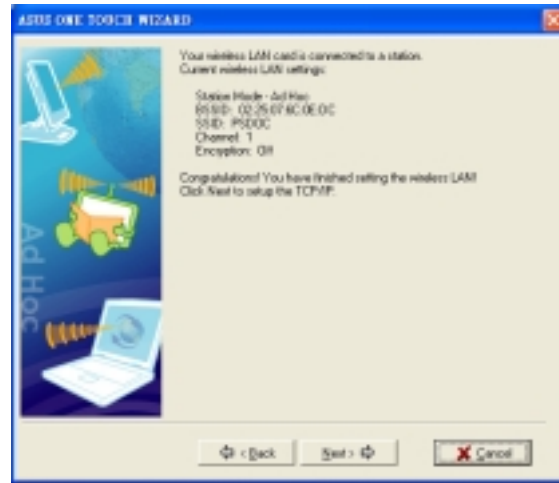 ASUS ONE TOUCH WIZARD
Your wireless LAN card is connected to a station.
Current wireless LAN settings:
Station Mode - Ad Hoc
BSSID: 02:25:07:6C:0E:0C
SSID: PSDOC
Channel: 1
Encryption: Off
Congratulations! You have finished setting the wireless LAN!
Click Next to setup the TCP/IP.
Ad Hoc
< Back
Next >
Cancel